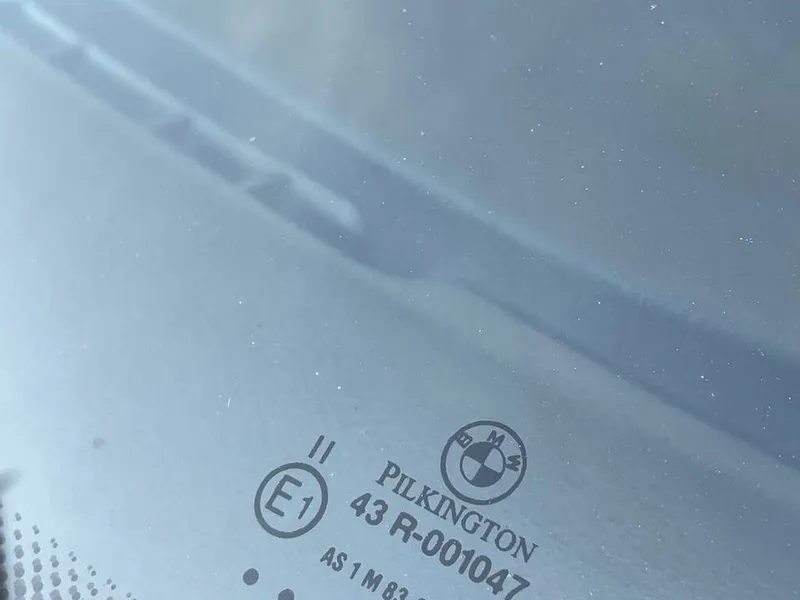 BMW
II
PILKINGTON
E1
43 R-001047
AS 1 M 83